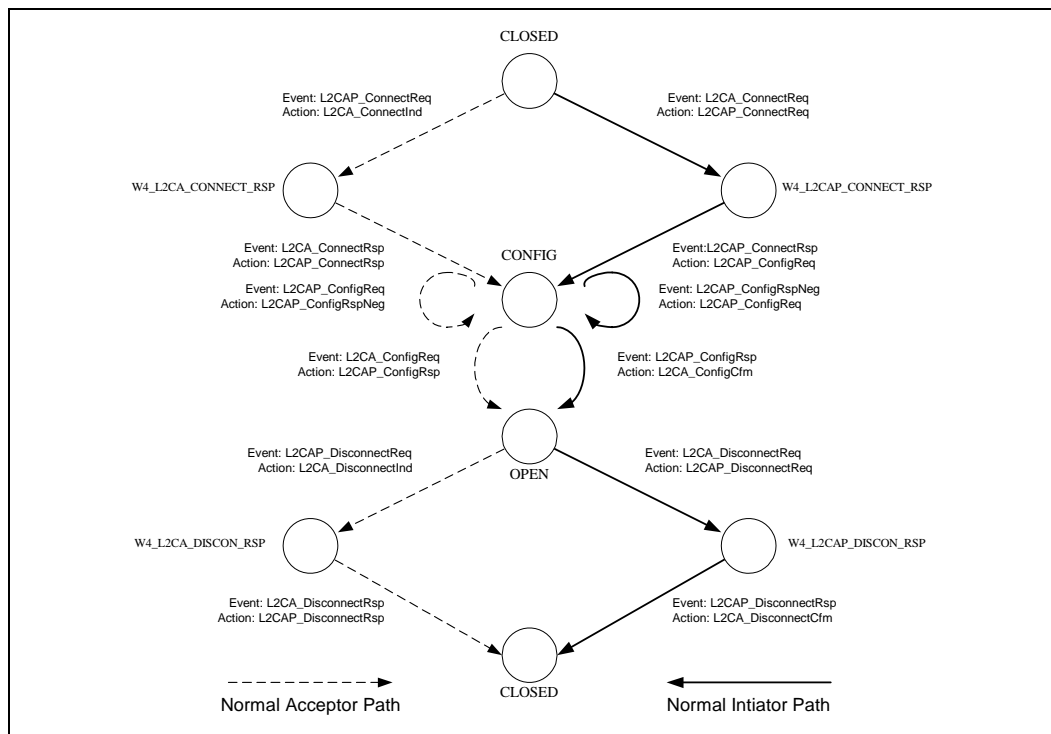 CLOSED
Event: L2CAP_ConnectReq
Action: L2CA_ConnectInd
Event: L2CA_ConnectReq
Action: L2CAP_ConnectReq
W4_L2CA_CONNECT_RSP
W4_L2CAP_CONNECT_RSP
Event: L2CA_ConnectRsp
Action: L2CAP_ConnectRsp
CONFIG
Event:L2CAP_ConnectRsp
Action: L2CAP_ConfigReq
Event: L2CAP_ConfigReq
Action: L2CAP_ConfigRspNeg
Event: L2CAP_ConfigRspNeg
Action: L2CAP_ConfigReq
Event: L2CA_ConfigReq
Action: L2CAP_ConfigRsp
Event: L2CAP_ConfigRsp
Action: L2CA_ConfigCfm
Event: L2CAP_DisconnectReq
Action: L2CA_DisconnectInd
OPEN
Event: L2CA_DisconnectReq
Action: L2CAP_DisconnectReq
W4_L2CA_DISCON_RSP
W4_L2CAP_DISCON_RSP
Event: L2CA_DisconnectRsp
Action: L2CAP_DisconnectRsp
Event: L2CAP_DisconnectRsp
Action: L2CA_DisconnectCfm
CLOSED
Normal Acceptor Path
Normal Intiator Path